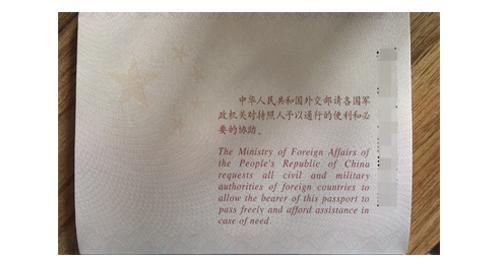 中华人民共和国外交部请各国军
政机关对持照人予以通行的便利和必
要的协助。
The Ministry of Foreign Affairs of
the People's Republic of China
requests all civil and military
authorities of foreign countries to
allow the bearer of this passport to
pass freely and afford assistance in
case of need.